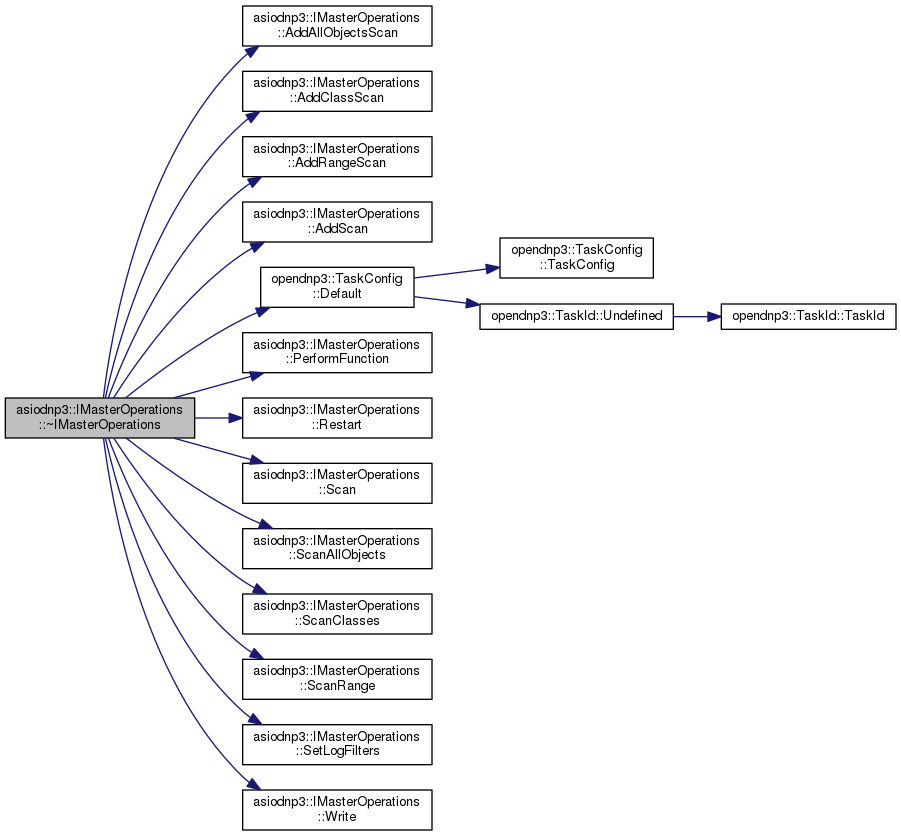 asiodnp3::IMasterOperations
::~IMasterOperations
asiodnp3::IMasterOperations
::AddAllObjectsScan
asiodnp3::IMasterOperations
::AddClassScan
asiodnp3::IMasterOperations
::AddRangeScan
asiodnp3::IMasterOperations
::AddScan
opendnp3::TaskConfig
::Default
opendnp3::TaskConfig
::TaskConfig
opendnp3::TaskId::Undefined
opendnp3::TaskId::TaskId
asiodnp3::IMasterOperations
::PerformFunction
asiodnp3::IMasterOperations
::Restart
asiodnp3::IMasterOperations
::Scan
asiodnp3::IMasterOperations
::ScanAllObjects
asiodnp3::IMasterOperations
::ScanClasses
asiodnp3::IMasterOperations
::ScanRange
asiodnp3::IMasterOperations
::SetLogFilters
asiodnp3::IMasterOperations
::Write